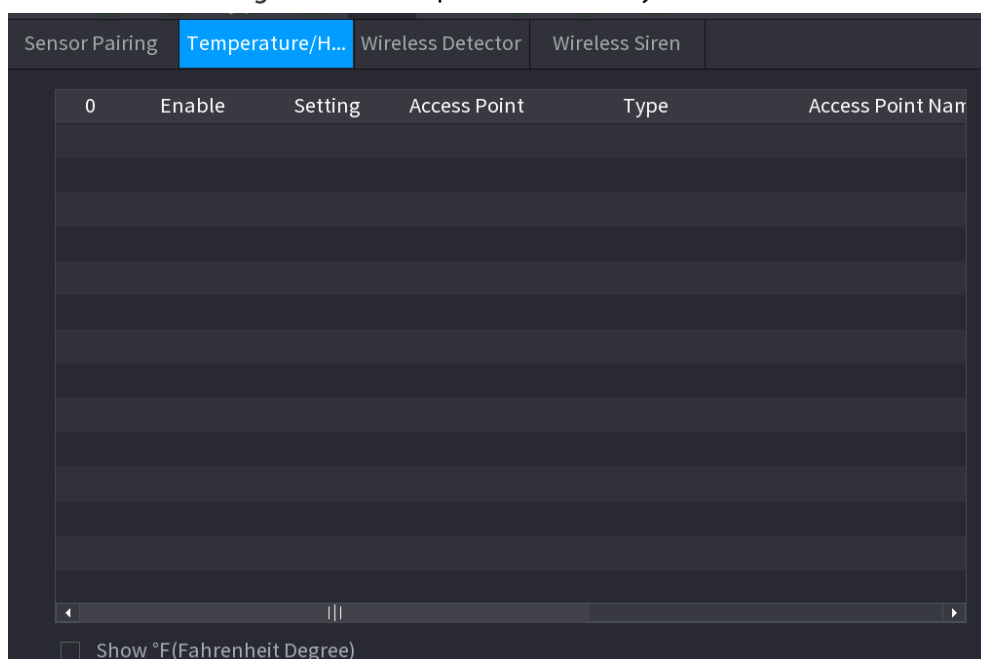 Sensor Pairing Temperature/H... Wireless Detector Wireless Siren
0 Enable Setting Access Point Type Access Point Nam
Show °F(Fahrenheit Degree)